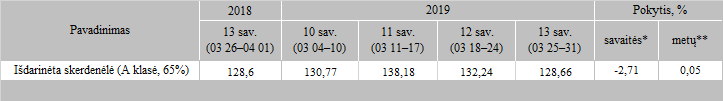 Pavadinimas 2018 2019 Pokytis, %
13 sav. 10 sav. 11 sav. 12 sav. 13 sav. savaitės* metų**
(03 26–04 01) (03 04–10) (03 11–17) (03 18–24) (03 25–31)
Išdarinėta skerdenėlė (A klasė, 65%) 128,6 130,77 138,18 132,24 128,66 -2,71 0,05